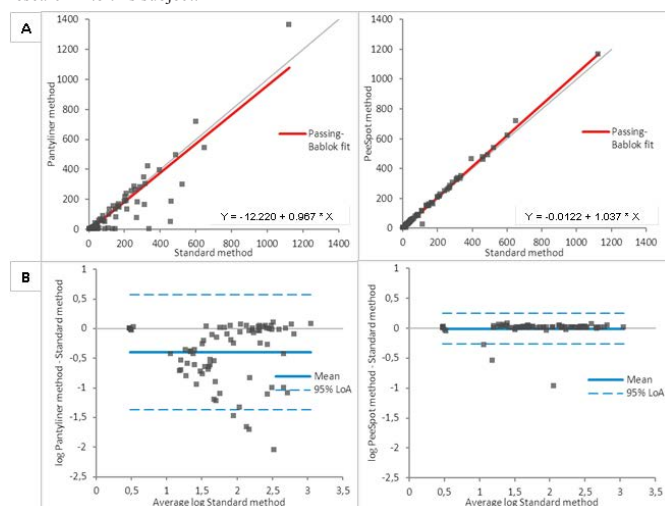 A
1400
1200
1000
800
600
400
200
0
Pantyliner method
Passing-
Bablok fit
Y = -12.220 + 0.967 * X
0 200 400 600 800 1000 1200 1400
Standard method
1400
1200
1000
800
600
400
200
0
PeeSpot method
Passing-
Bablok fit
Y = -0.0122 + 1.037 * X
0 200 400 600 800 1000 1200 1400
Standard method
B
1
0,5
0
-0,5
-1
-1,5
-2
-2,5
log Pantyliner method - Standard method
Mean
95% LoA
0 0,5 1 1,5 2 2,5 3 3,5
Average log Standard method
1
0,5
0
-0,5
-1
-1,5
-2
-2,5
log PeeSpot method - Standard method
Mean
95% LoA
0 0,5 1 1,5 2 2,5 3 3,5
Average log Standard method